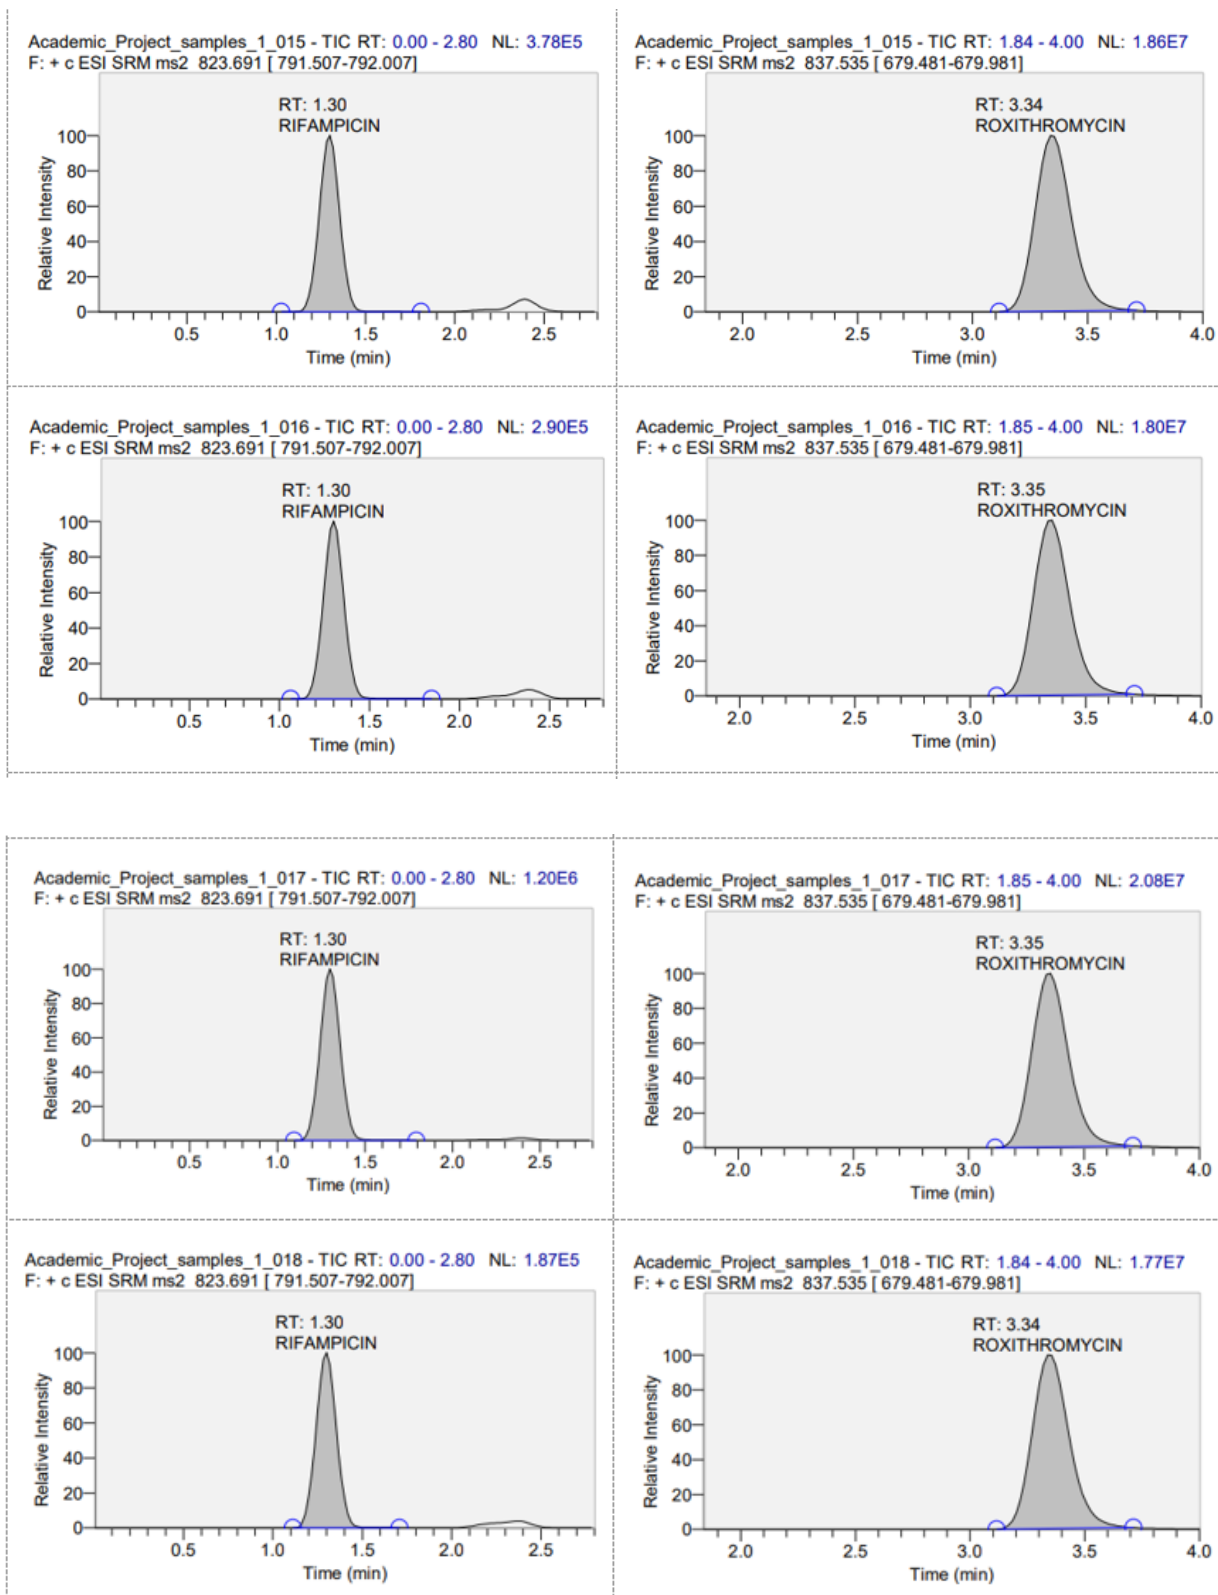 Academic_Project_samples_1_015 - TIC RT: 0.00 - 2.80 NL: 3.78E5
F: + c ESI SRM ms2 823.691 [ 791.507-792.007]
RT: 1.30
RIFAMPICIN
100
80
60
40
20
0
Relative Intensity
0.5 1.0 1.5 2.0 2.5
Time (min)
Academic_Project_samples_1_015 - TIC RT: 1.84 - 4.00 NL: 1.86E7
F: + c ESI SRM ms2 837.535 [ 679.481-679.981]
RT: 3.34
ROXITHROMYCIN
100
80
60
40
20
0
Relative Intensity
2.0 2.5 3.0 3.5 4.0
Time (min)
Academic_Project_samples_1_016 - TIC RT: 0.00 - 2.80 NL: 2.90E5
F: + c ESI SRM ms2 823.691 [ 791.507-792.007]
RT: 1.30
RIFAMPICIN
100
80
60
40
20
0
Relative Intensity
0.5 1.0 1.5 2.0 2.5
Time (min)
Academic_Project_samples_1_016 - TIC RT: 1.85 - 4.00 NL: 1.80E7
F: + c ESI SRM ms2 837.535 [ 679.481-679.981]
RT: 3.35
ROXITHROMYCIN
100
80
60
40
20
0
Relative Intensity
2.0 2.5 3.0 3.5 4.0
Time (min)
Academic_Project_samples_1_017 - TIC RT: 0.00 - 2.80 NL: 1.20E6
F: + c ESI SRM ms2 823.691 [ 791.507-792.007]
RT: 1.30
RIFAMPICIN
100
80
60
40
20
0
Relative Intensity
0.5 1.0 1.5 2.0 2.5
Time (min)
Academic_Project_samples_1_017 - TIC RT: 1.85 - 4.00 NL: 2.08E7
F: + c ESI SRM ms2 837.535 [ 679.481-679.981]
RT: 3.35
ROXITHROMYCIN
100
80
60
40
20
0
Relative Intensity
2.0 2.5 3.0 3.5 4.0
Time (min)
Academic_Project_samples_1_018 - TIC RT: 0.00 - 2.80 NL: 1.87E5
F: + c ESI SRM ms2 823.691 [ 791.507-792.007]
RT: 1.30
RIFAMPICIN
100
80
60
40
20
0
Relative Intensity
0.5 1.0 1.5 2.0 2.5
Time (min)
Academic_Project_samples_1_018 - TIC RT: 1.84 - 4.00 NL: 1.77E7
F: + c ESI SRM ms2 837.535 [ 679.481-679.981]
RT: 3.34
ROXITHROMYCIN
100
80
60
40
20
0
Relative Intensity
2.0 2.5 3.0 3.5 4.0
Time (min)